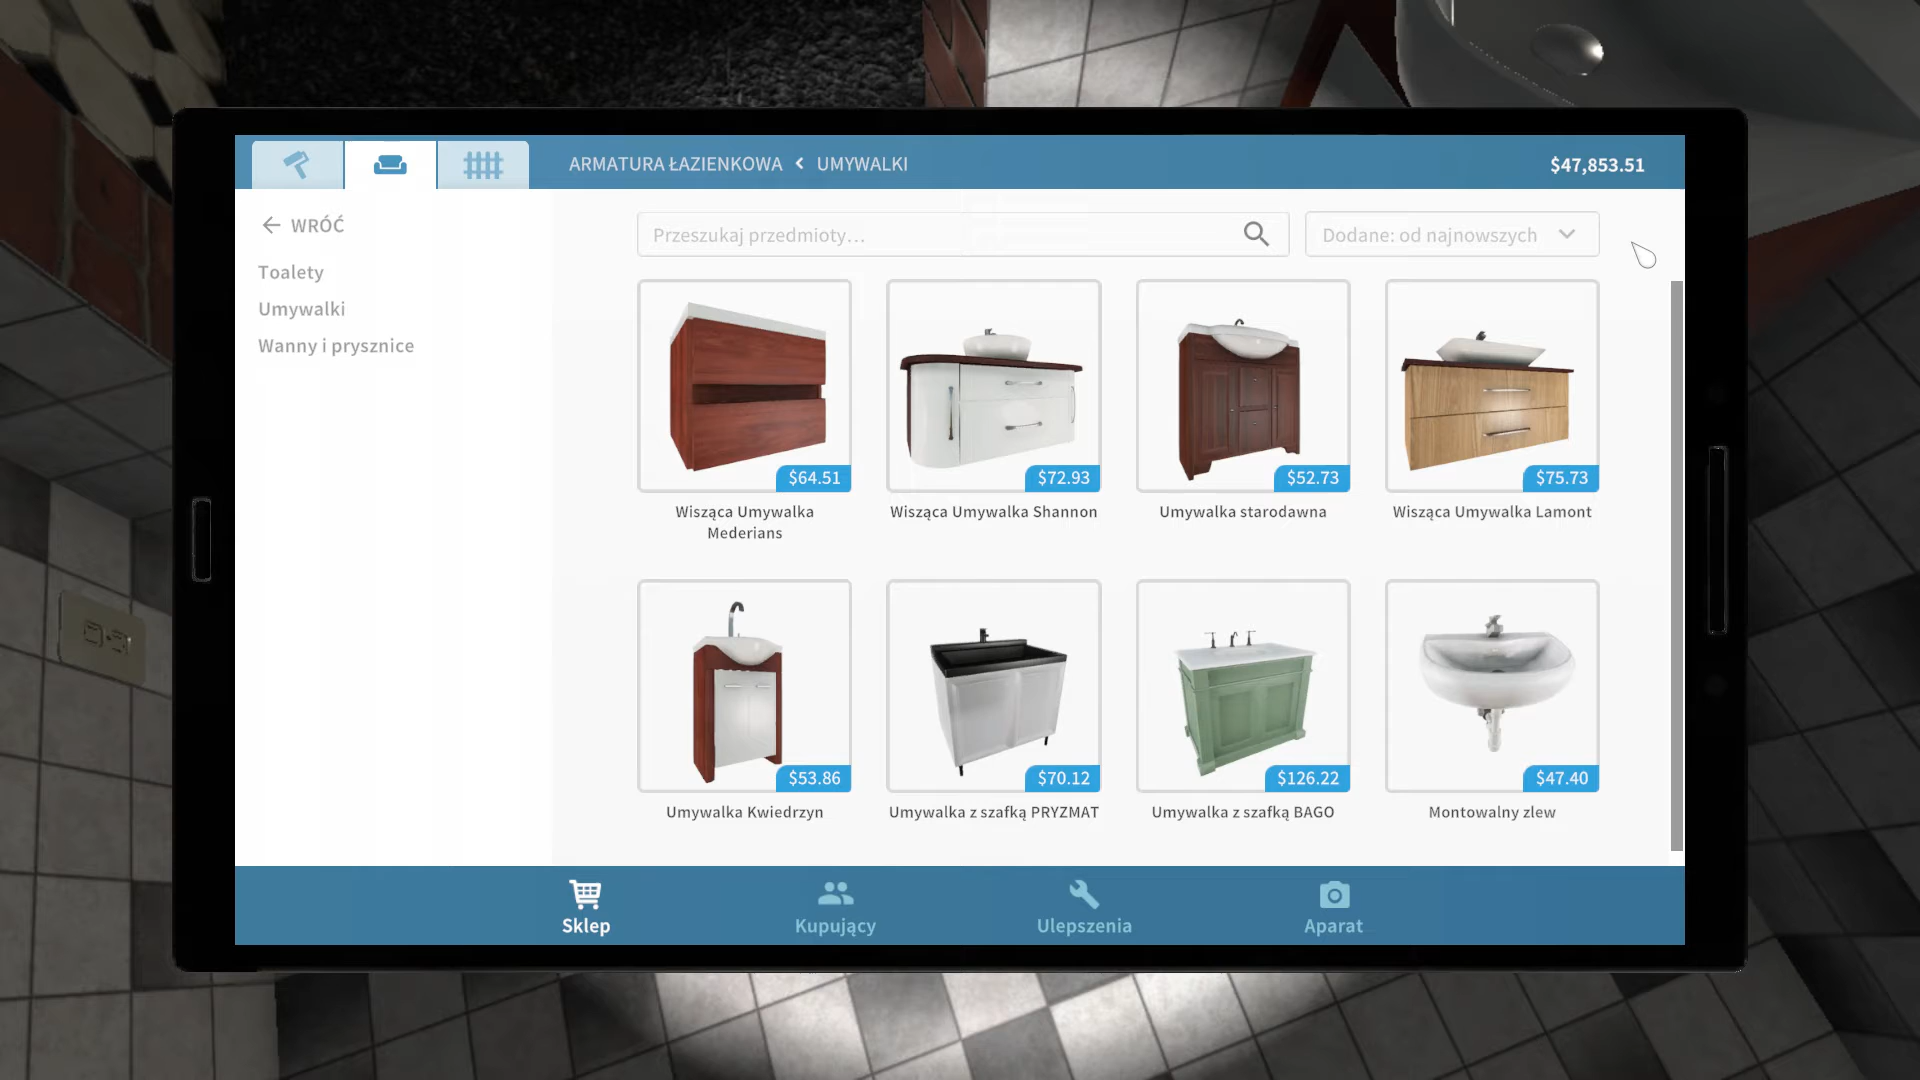 ARMATURA ŁAZIENKOWA < UMYWALKI
$47,853.51
WRÓĆ
Toalety
Umywalki
Wanny i prysznice
Przeszukaj przedmioty...
Dodane: od najnowszych
$64.51
$72.93
$52.73
$75.73
Wisząca Umywalka
Mederians
Wisząca Umywalka Shannon
Umywalka starodawna
Wisząca Umywalka Lamont
$53.86
$70.12
$126.22
$47.40
Umywalka Kwiedrzyn
Umywalka z szafką PRYZMAT
Umywalka z szafką BAGO
Montowalny zlew
Sklep
Kupujący
Ulepszenia
Aparat